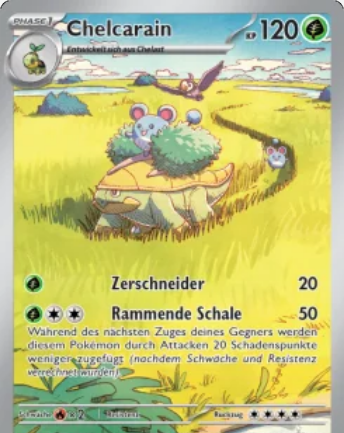 PHASE 1
Chelcarain
KP 120
Entwickelt sich aus Chelast
Zerschneider 20
Rammende Schale 50
Während des nächsten Zuges deines Gegners werden
diesem Pokémon durch Attacken 20 Schadenspunkte
weniger zugefügt (nachdem Schwäche und Resistenz
verrechnet wurden).
Schwäche ×2 Resistenz Rückzug